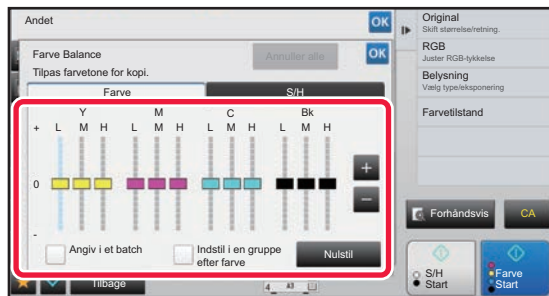 Andet
OK
Farve Balance
Annuller alle
OK
Tilpas farvetone for kopi.
Farve
S/H
Y
M
C
Bk
+ L M H L M H L M H L M H
0
-
+
−
Angiv i et batch
Indstil i en gruppe
efter farve
Nulstil
Tilbage
4 A3
Original
Skift størrelse/retning.
RGB
Juster RGB-tykkelse
Belysning
Vælg type/eksponering
Farvetilstand
Forhåndsvis
CA
S/H
Start
Farve
Start